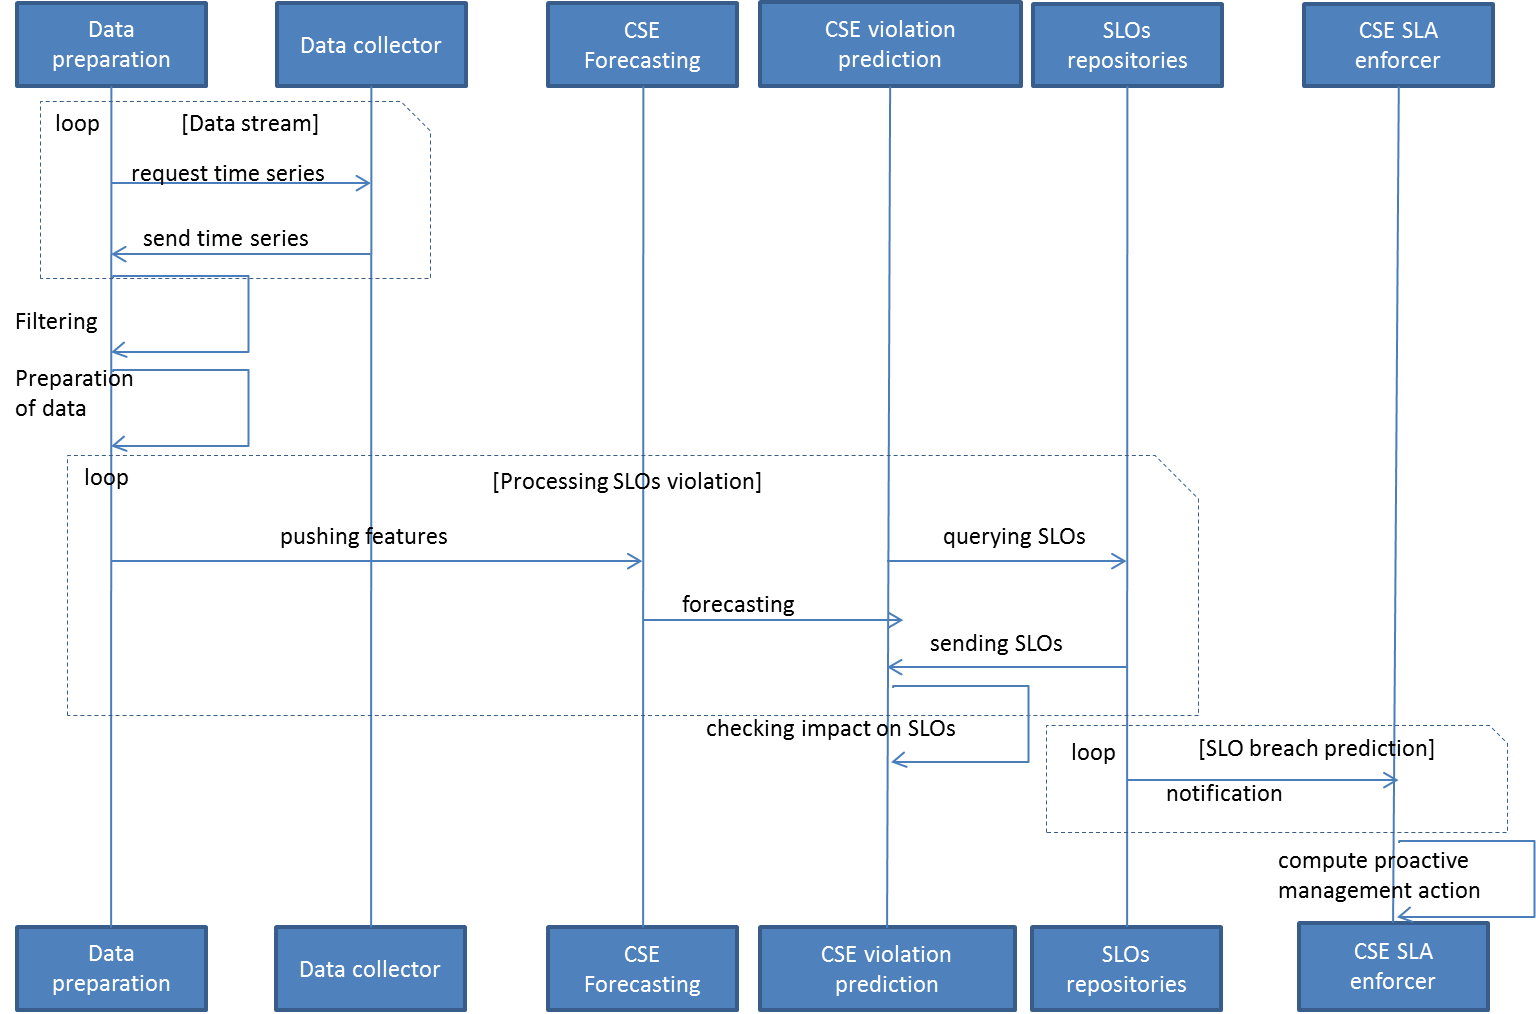 Data
preparation
Data collector
CSE
Forecasting
CSE violation
prediction
SLOs
repositories
CSE SLA
enforcer
loop
[Data stream]
request time series
send time series
Filtering
Preparation
of data
loop
[Processing SLOs violation]
pushing features
querying SLOs
forecasting
sending SLOs
checking impact on SLOs
loop
[SLO breach prediction]
notification
compute proactive
management action
Data
preparation
Data collector
CSE
Forecasting
CSE violation
prediction
SLOs
repositories
CSE SLA
enforcer